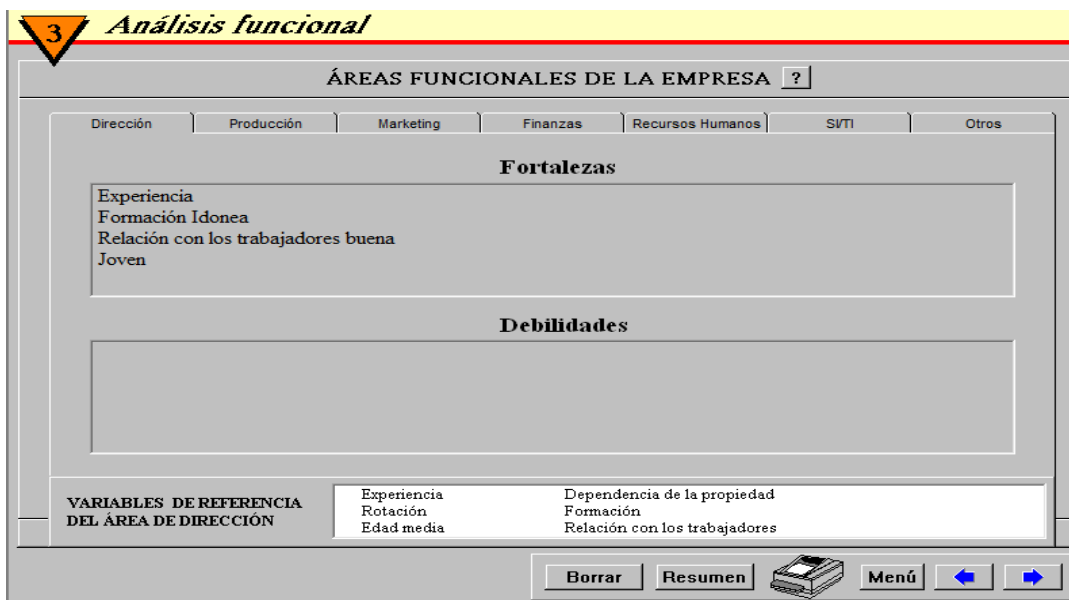 3 Análisis funcional
ÁREAS FUNCIONALES DE LA EMPRESA ?
Dirección Producción Marketing Finanzas Recursos Humanos SI/TI Otros
Fortalezas
Experiencia
Formación Idonea
Relación con los trabajadores buena
Joven
Debilidades
VARIABLES DE REFERENCIA
DEL ÁREA DE DIRECCIÓN
Experiencia Dependencia de la propiedad
Rotación Formación
Edad media Relación con los trabajadores
Borrar Resumen Menú